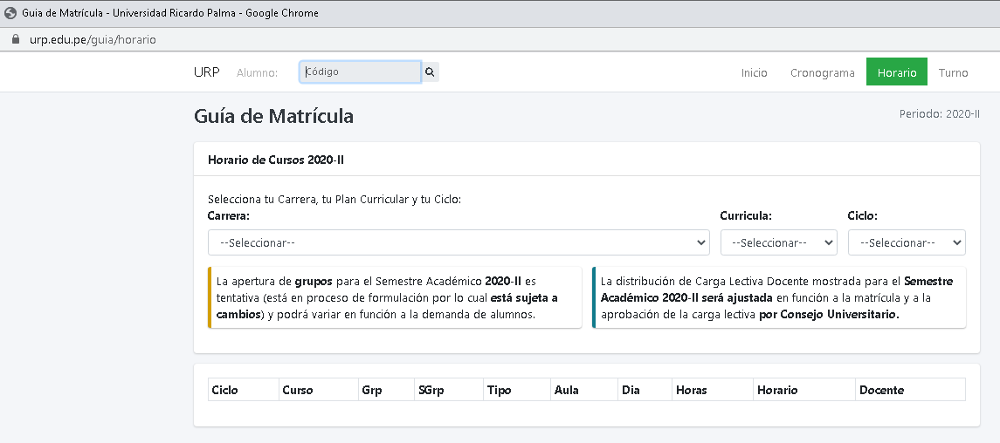 Guia de Matrícula - Universidad Ricardo Palma - Google Chrome
urp.edu.pe/guia/horario
URP Alumno: Código Inicio Cronograma Horario Turno
Guía de Matrícula
Periodo: 2020-II
Horario de Cursos 2020-II
Selecciona tu Carrera, tu Plan Curricular y tu Ciclo:
Carrera: Curricula: Ciclo:
--Seleccionar-- --Seleccionar-- --Seleccionar--
La apertura de grupos para el Semestre Académico 2020-II es
tentativa (está en proceso de formulación por lo cual está sujeta a
cambios) y podrá variar en función a la demanda de alumnos.
La distribución de Carga Lectiva Docente mostrada para el Semestre
Académico 2020-II será ajustada en función a la matrícula y a la
aprobación de la carga lectiva por Consejo Universitario.
Ciclo Curso Grp SGrp Tipo Aula Dia Horas Horario Docente